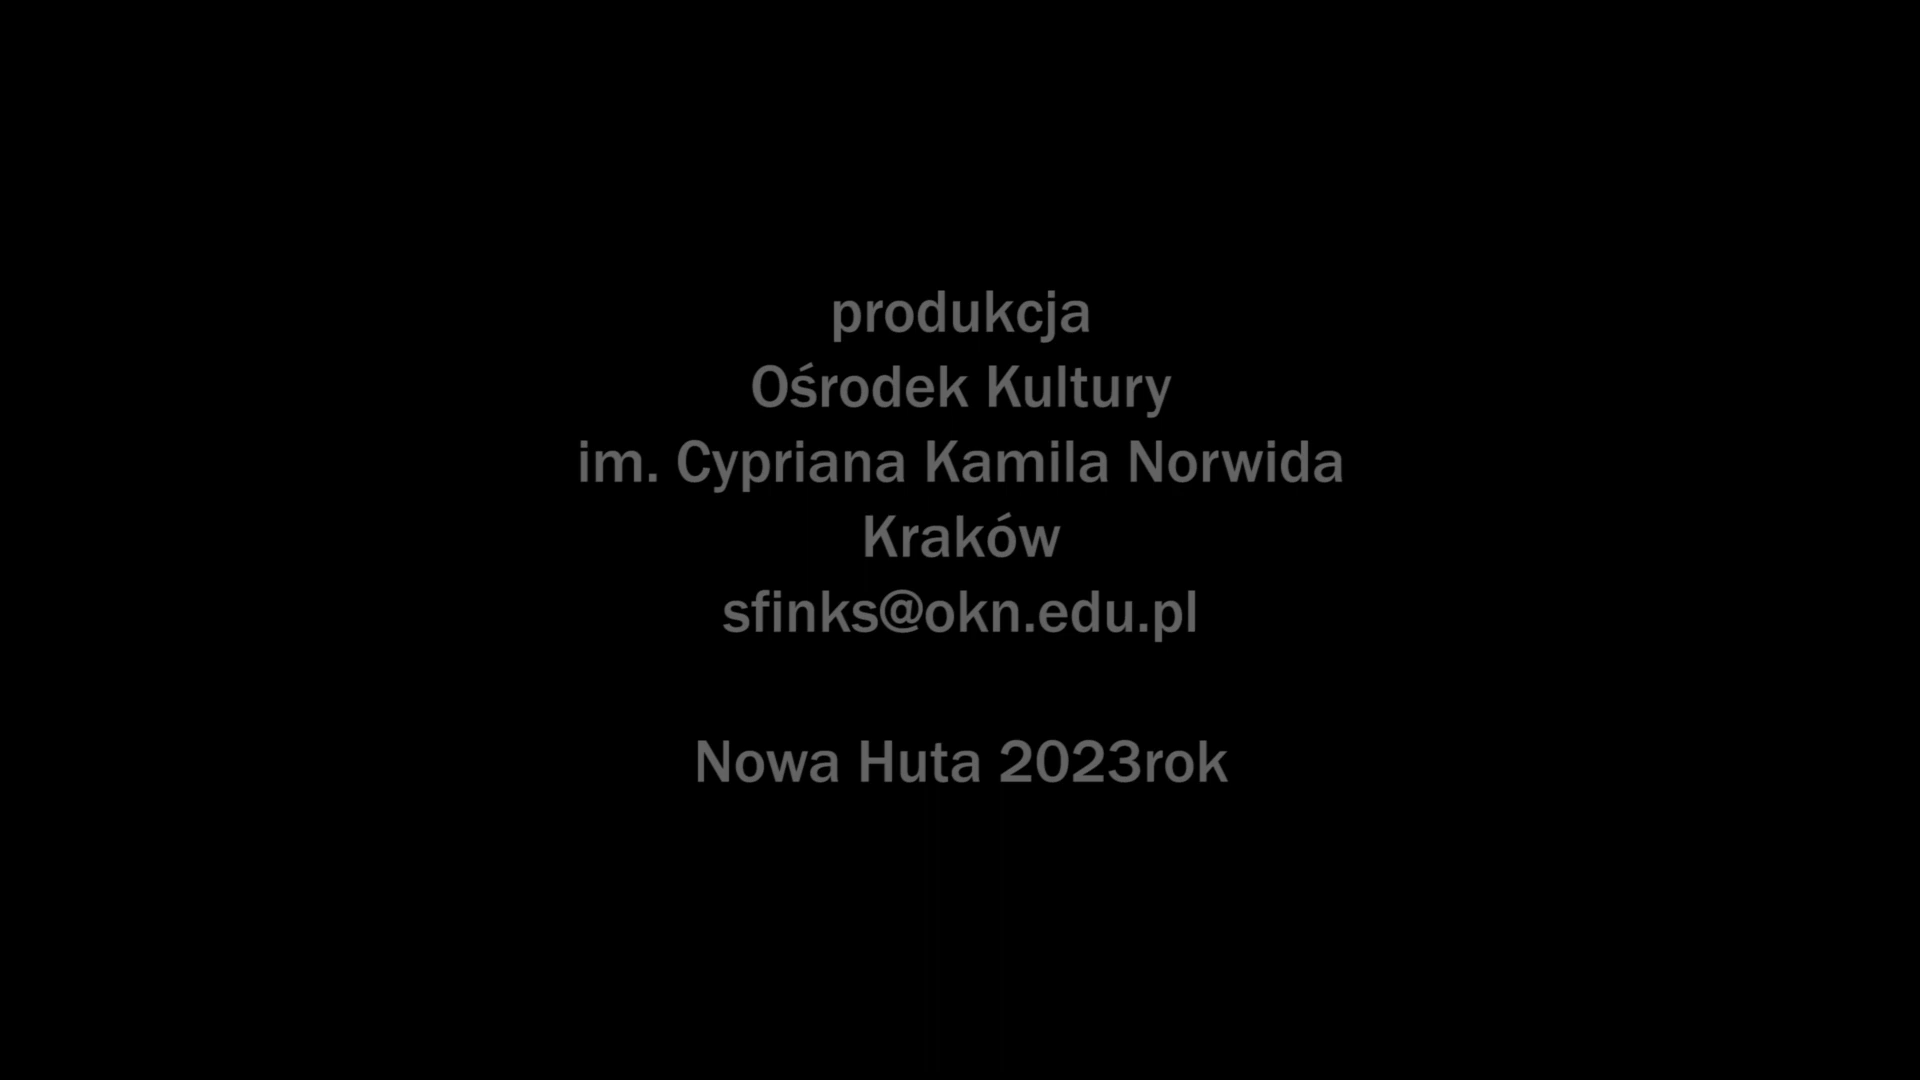 produkcja
Ośrodek Kultury
im. Cypriana Kamila Norwida
Kraków
sfinks@okn.edu.pl
Nowa Huta 2023rok